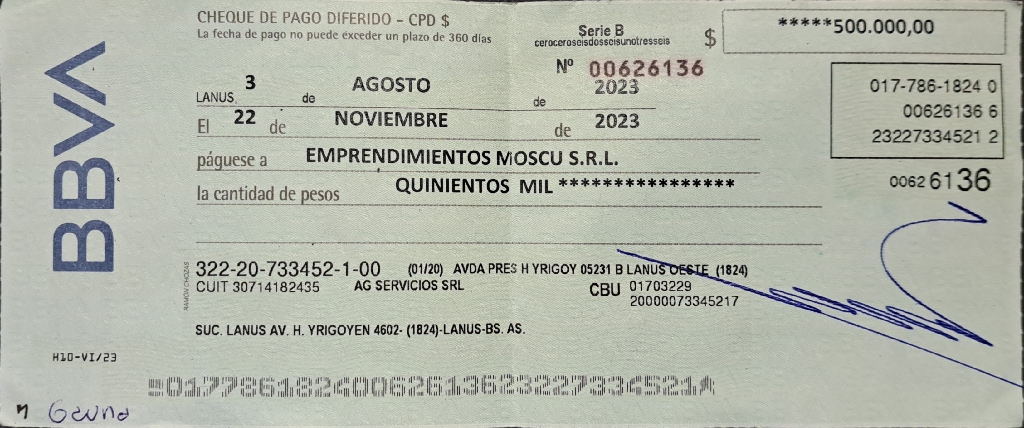 BBVA
CHEQUE DE PAGO DIFERIDO - CPD $
La fecha de pago no puede exceder un plazo de 360 días
Serie B
ceroceroseisdosseisunotresseis
$ *****500.000,00
Nº 00626136
LANUS, 3 de AGOSTO de 2023
El 22 de NOVIEMBRE de 2023
017-786-1824 0
00626136 6
23227334521 2
páguese a EMPRENDIMIENTOS MOSCU S.R.L.
la cantidad de pesos QUINIENTOS MIL ****************
00626136
322-20-733452-1-00 (01/20) AVDA PRES H YRIGOY 05231 B LANUS OESTE (1824)
CUIT 30714182435 AG SERVICIOS SRL
CBU 01703229
20000073345217
RAMÓN CHOZAS
SUC. LANUS AV. H. YRIGOYEN 4602- (1824)-LANUS-BS. AS.
H10-VI/23
01778618240062613623227334521